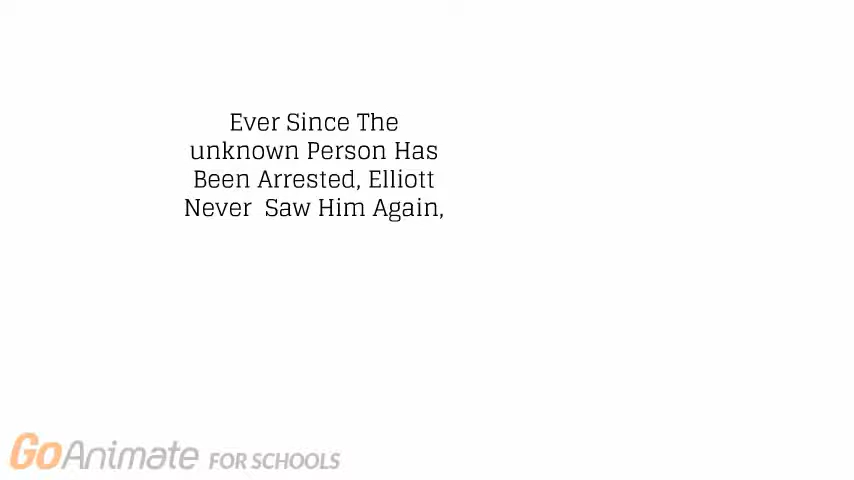 Ever Since The
unknown Person Has
Been Arrested, Elliott
Never  Saw Him Again,
GoAnimate FOR SCHOOLS